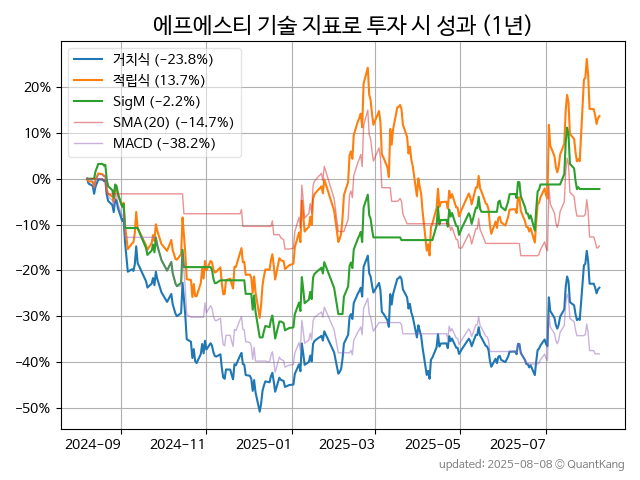 에프에스티 기술 지표로 투자 시 성과 (1년)
거치식 (−23.8%)
적립식 (13.7%)
SigM (−2.2%)
SMA(20) (−14.7%)
MACD (−38.2%)
20%
10%
0%
−10%
−20%
−30%
−40%
−50%
2024-09 2024-11 2025-01 2025-03 2025-05 2025-07
updated: 2025-08-08 © QuantKang